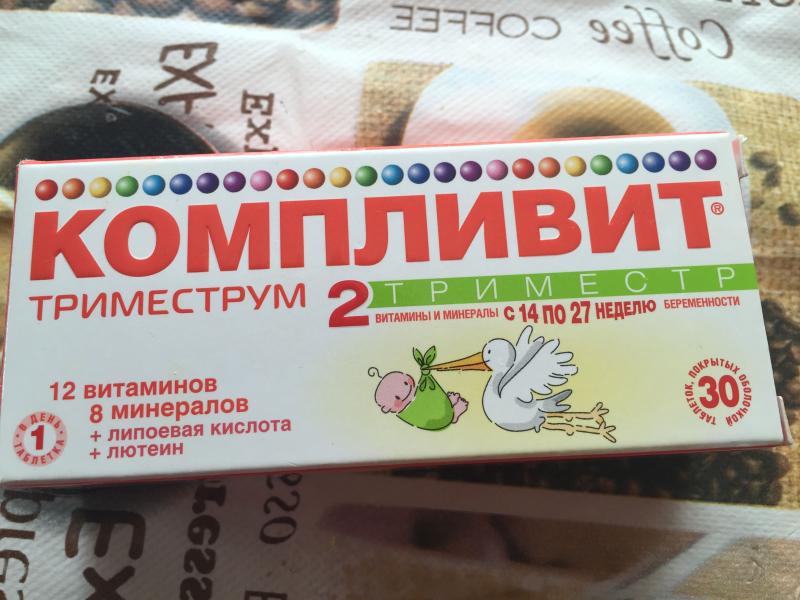 Coffee COFFEE
КОМПЛИВИТ®
ТРИМЕСТРУМ
2 ТРИМЕСТР
ВИТАМИНЫ И МИНЕРАЛЫ С 14 ПО 27 НЕДЕЛЮ БЕРЕМЕННОСТИ
12 витаминов
8 минералов
+ липоевая кислота
+ лютеин
В ДЕНЬ 1 ТАБЛЕТКА
30 ТАБЛЕТОК, ПОКРЫТЫХ ОБОЛОЧКОЙ